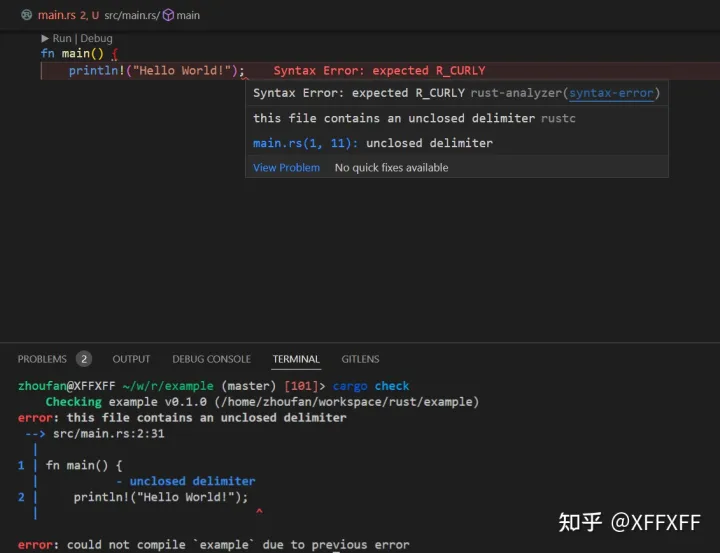 main.rs 2, U src/main.rs/ main
Run | Debug
fn main() {
println!("Hello World!"); Syntax Error: expected R_CURLY
Syntax Error: expected R_CURLY rust-analyzer(syntax-error)
this file contains an unclosed delimiter rustc
main.rs(1, 11): unclosed delimiter
View Problem No quick fixes available
PROBLEMS 2 OUTPUT DEBUG CONSOLE TERMINAL GITLENS
zhoufan@XFFXFF ~/w/r/example (master) [101]> cargo check
Checking example v0.1.0 (/home/zhoufan/workspace/rust/example)
error: this file contains an unclosed delimiter
--> src/main.rs:2:31
|
1 | fn main() {
| - unclosed delimiter
2 | println!("Hello World!");
| ^
error: could not compile `example` due to previous error
知乎 @XFFXFF